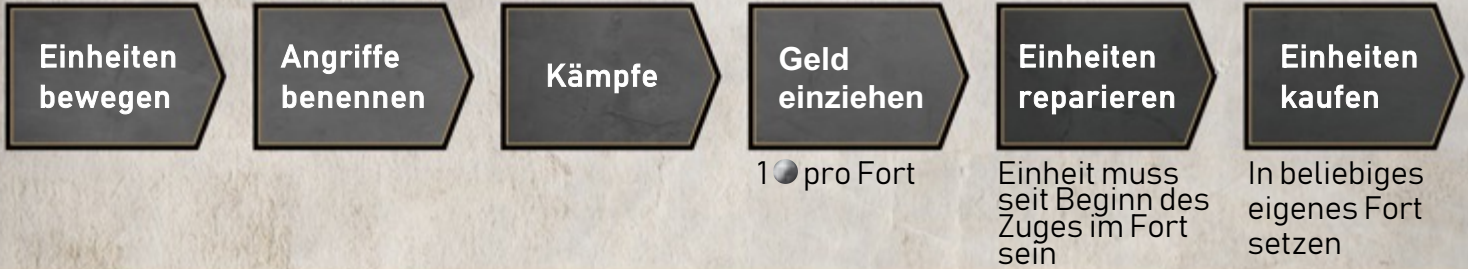 Einheiten
bewegen
Angriffe
benennen
Kämpfe
Geld
einziehen
1 pro Fort
Einheiten
reparieren
Einheit muss
seit Beginn des
Zuges im Fort
sein
Einheiten
kaufen
In beliebiges
eigenes Fort
setzen